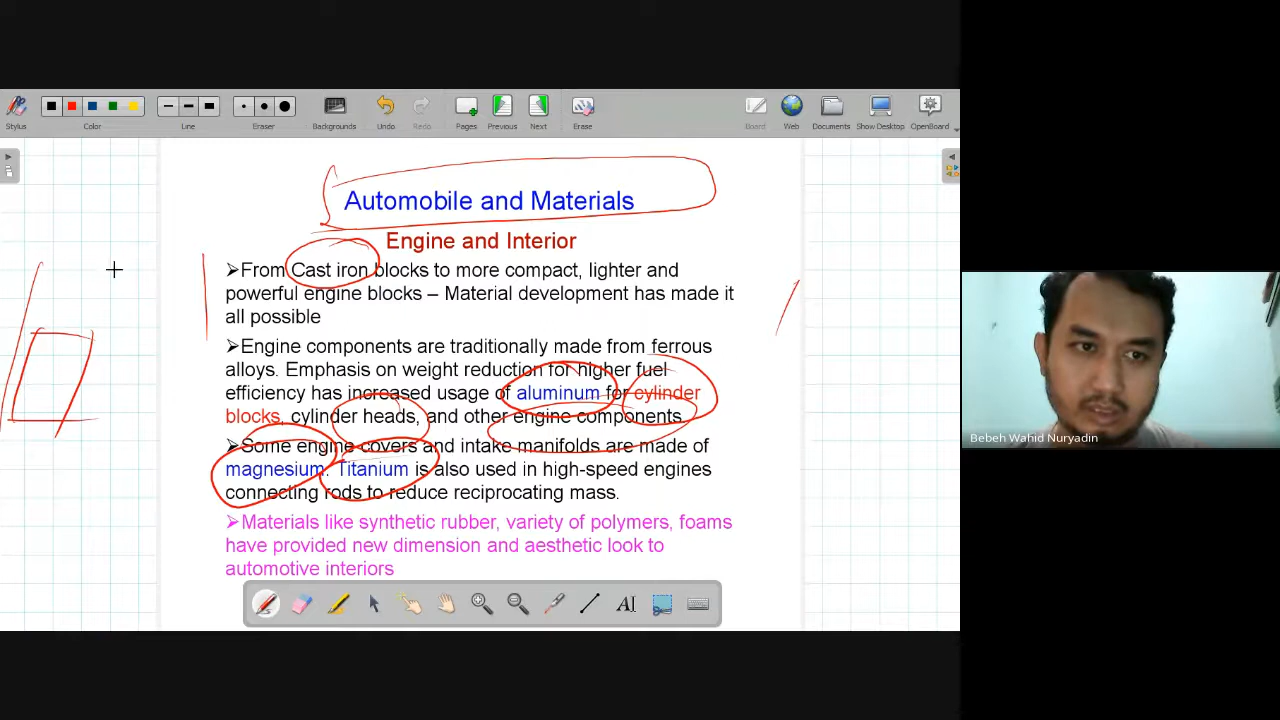 Stylus Color Line Eraser Backgrounds Undo Redo Pages Previous Next Erase Board Web Documents Show Desktop OpenBoard
Automobile and Materials
Engine and Interior
➢From Cast iron blocks to more compact, lighter and
powerful engine blocks – Material development has made it
all possible
➢Engine components are traditionally made from ferrous
alloys. Emphasis on weight reduction for higher fuel
efficiency has increased usage of aluminum for cylinder
blocks, cylinder heads, and other engine components.
➢Some engine covers and intake manifolds are made of
magnesium. Titanium is also used in high-speed engines
connecting rods to reduce reciprocating mass.
➢Materials like synthetic rubber, variety of polymers, foams
have provided new dimension and aesthetic look to
automotive interiors
AI
Bebeh Wahid Nuryadin